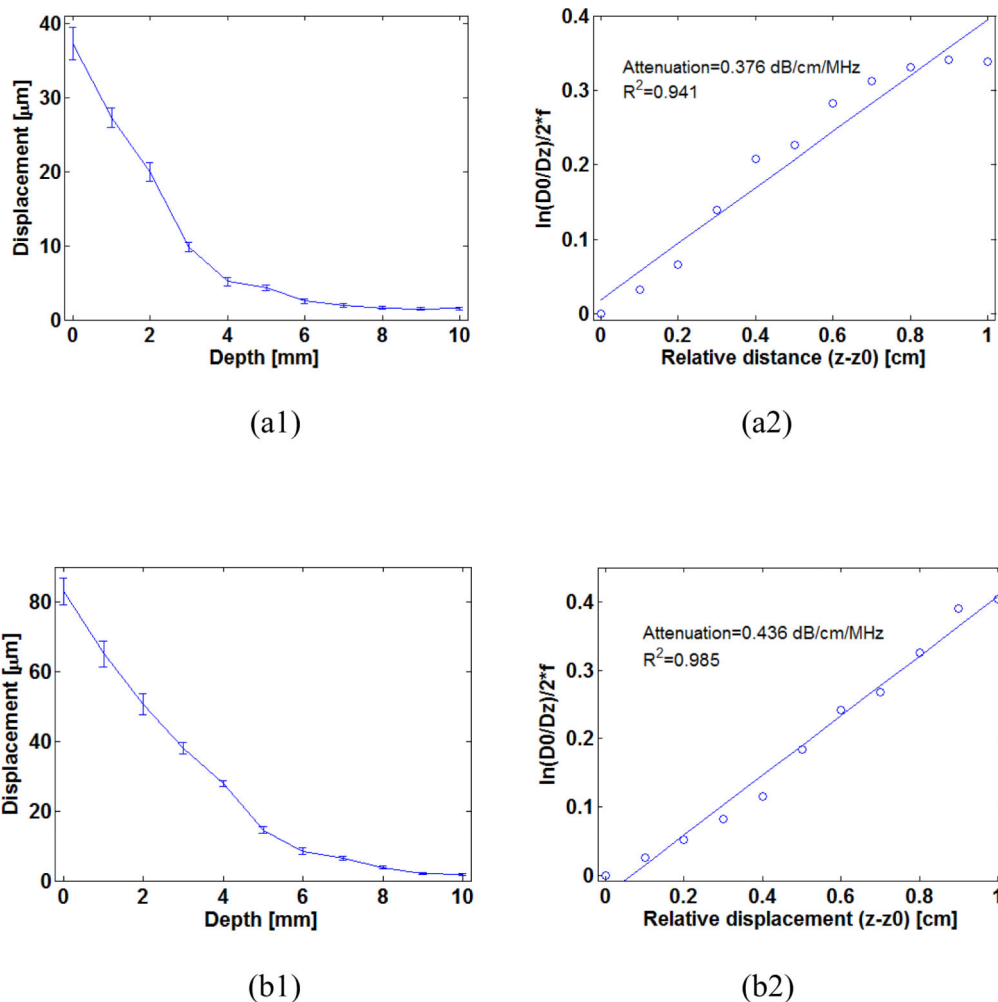 40
30
20
10
0
Displacement [μm]
0 2 4 6 8 10
Depth [mm]
(a1)
0.4
0.3
0.2
0.1
0
ln(D0/Dz)/2*f
Attenuation=0.376 dB/cm/MHz
R²=0.941
0 0.2 0.4 0.6 0.8 1
Relative distance (z-z0) [cm]
(a2)
80
60
40
20
0
Displacement [μm]
0 2 4 6 8 10
Depth [mm]
(b1)
0.4
0.3
0.2
0.1
0
ln(D0/Dz)/2*f
Attenuation=0.436 dB/cm/MHz
R²=0.985
0 0.2 0.4 0.6 0.8 1
Relative displacement (z-z0) [cm]
(b2)